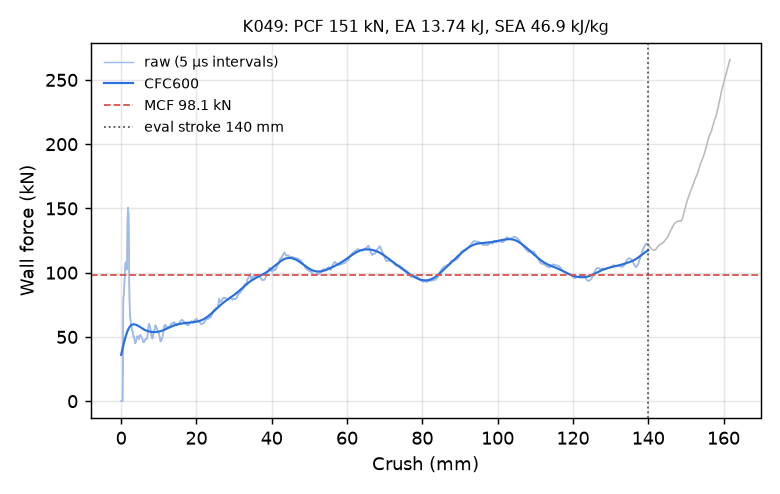 K049: PCF 151 kN, EA 13.74 kJ, SEA 46.9 kJ/kg
raw (5 µs intervals)
CFC600
MCF 98.1 kN
eval stroke 140 mm
Wall force (kN)
250
200
150
100
50
0
0 20 40 60 80 100 120 140 160
Crush (mm)